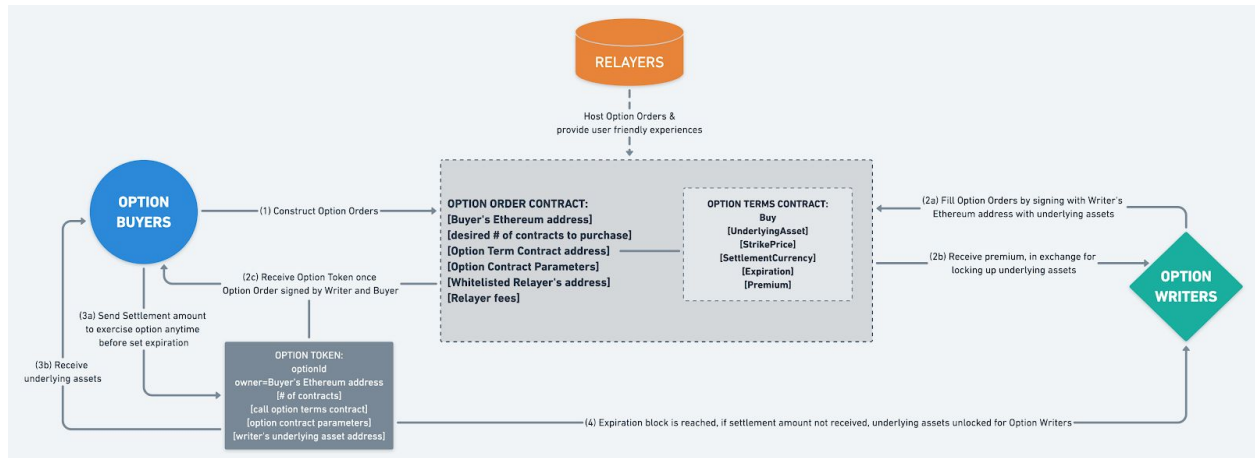 RELAYERS
Host Option Orders &
provide user friendly experiences
OPTION
BUYERS
(1) Construct Option Orders
OPTION ORDER CONTRACT:
[Buyer's Ethereum address]
[desired # of contracts to purchase]
[Option Term Contract address]
[Option Contract Parameters]
[Whitelisted Relayer's address]
[Relayer fees]
OPTION TERMS CONTRACT:
Buy
[UnderlyingAsset]
[StrikePrice]
[SettlementCurrency]
[Expiration]
[Premium]
(2a) Fill Option Orders by signing with Writer's
Ethereum address with underlying assets
(2b) Receive premium, in exchange for
locking up underlying assets
OPTION
WRITERS
(2c) Receive Option Token once
Option Order signed by Writer and Buyer
(3a) Send Settlement amount
to exercise option anytime
before set expiration
(3b) Receive
underlying assets
OPTION TOKEN:
optionId
owner=Buyer's Ethereum address
[# of contracts]
[call option terms contract]
[option contract parameters]
[writer's underlying asset address]
(4) Expiration block is reached, if settlement amount not received, underlying assets unlocked for Option Writers